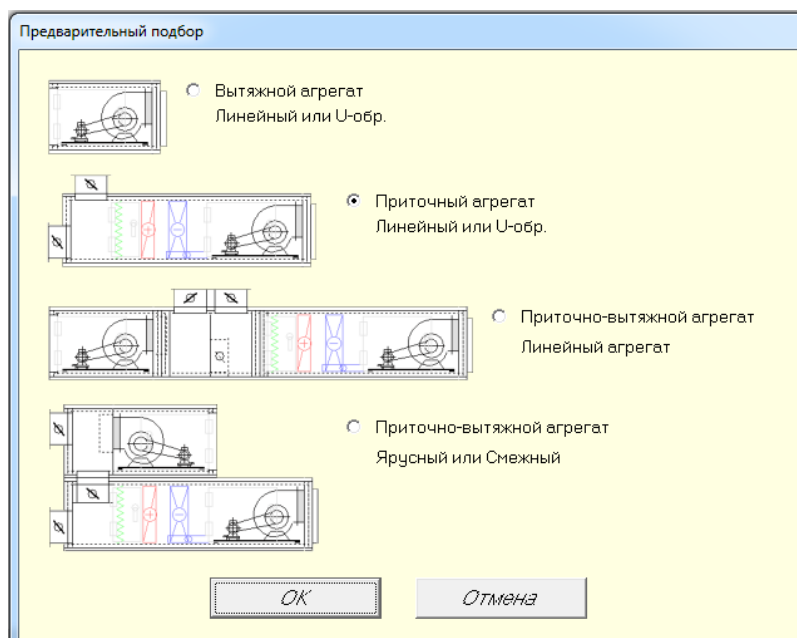 Предварительный подбор
Вытяжной агрегат
Линейный или U-обр.
Приточный агрегат
Линейный или U-обр.
Приточно-вытяжной агрегат
Линейный агрегат
Приточно-вытяжной агрегат
Ярусный или Смежный
OK
Отмена